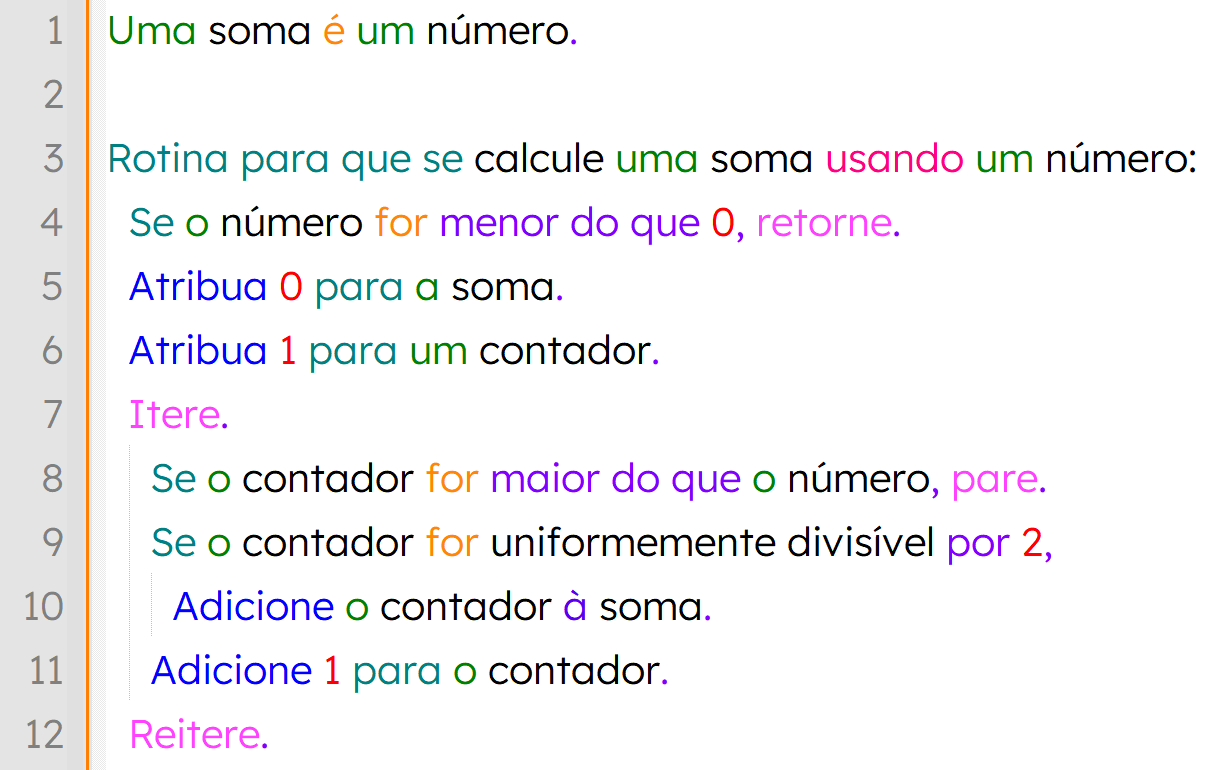 1 Uma soma é um número.
2
3 Rotina para que se calcule uma soma usando um número:
4 Se o número for menor do que 0, retorne.
5 Atribua 0 para a soma.
6 Atribua 1 para um contador.
7 Itere.
8 Se o contador for maior do que o número, pare.
9 Se o contador for uniformemente divisível por 2,
10 Adicione o contador à soma.
11 Adicione 1 para o contador.
12 Reitere.